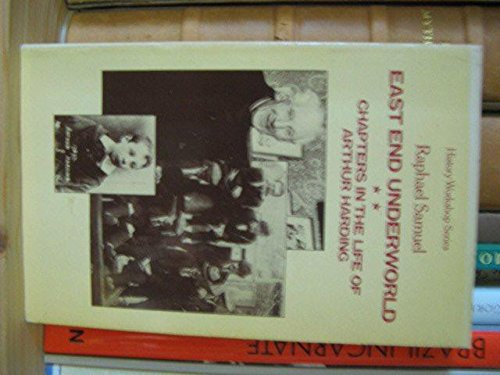 History Workshop Series
Raphael Samuel
EAST END UNDERWORLD
**
CHAPTERS IN THE LIFE OF
ARTHUR HARDING
BRAZIL INCARNATE
N